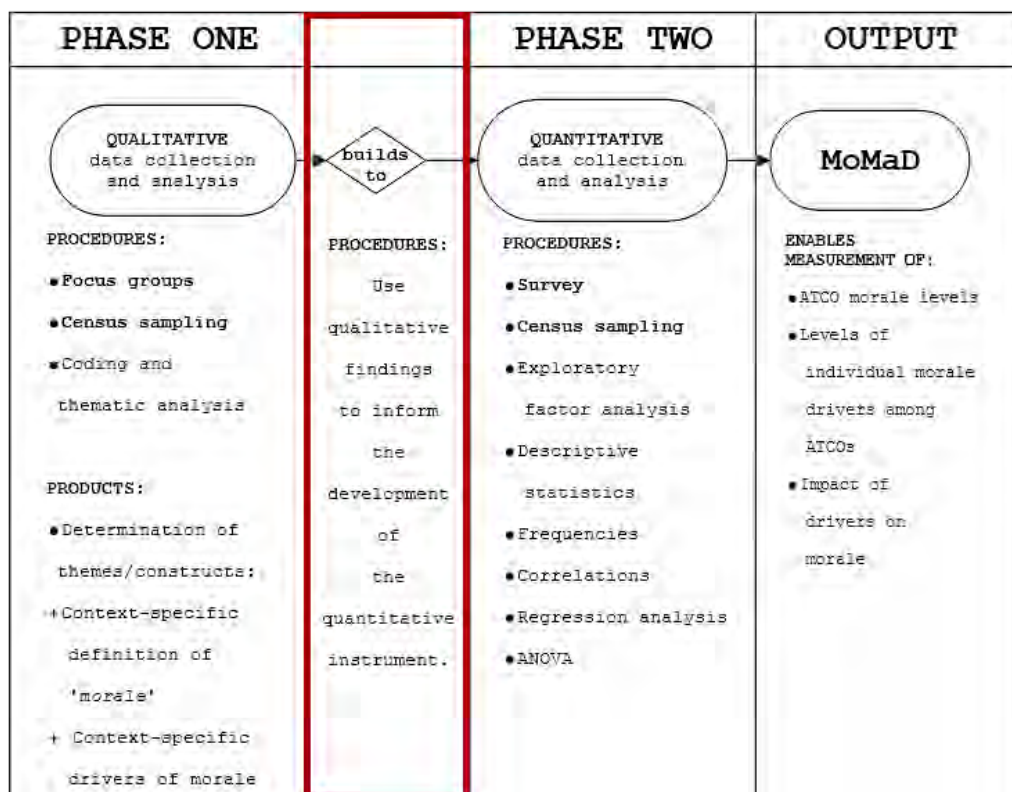 PHASE ONE
PHASE TWO
OUTPUT
QUALITATIVE
data collection
and analysis
builds
to
QUANTITATIVE
data collection
and analysis
MoMaD
PROCEDURES:
•Focus groups
•Census sampling
•Coding and
thematic analysis
PRODUCTS:
•Determination of
themes/constructs:
+Context-specific
definition of
'morale'
+ Context-specific
drivers of morale
PROCEDURES:
Use
qualitative
findings
to inform
the
development
of
the
quantitative
instrument.
PROCEDURES:
•Survey
•Census sampling
•Exploratory
factor analysis
•Descriptive
statistics
•Frequencies
•Correlations
•Regression analysis
•ANOVA
ENABLES
MEASUREMENT OF:
•ATCO morale levels
•Levels of
individual morale
drivers among
ATCOs
•Impact of
drivers on
morale